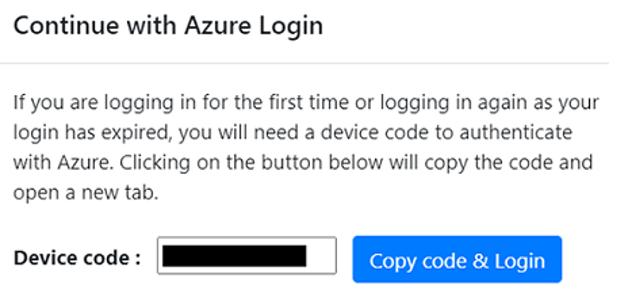 Continue with Azure Login
If you are logging in for the first time or logging in again as your
login has expired, you will need a device code to authenticate
with Azure. Clicking on the button below will copy the code and
open a new tab.
Device code : Copy code & Login